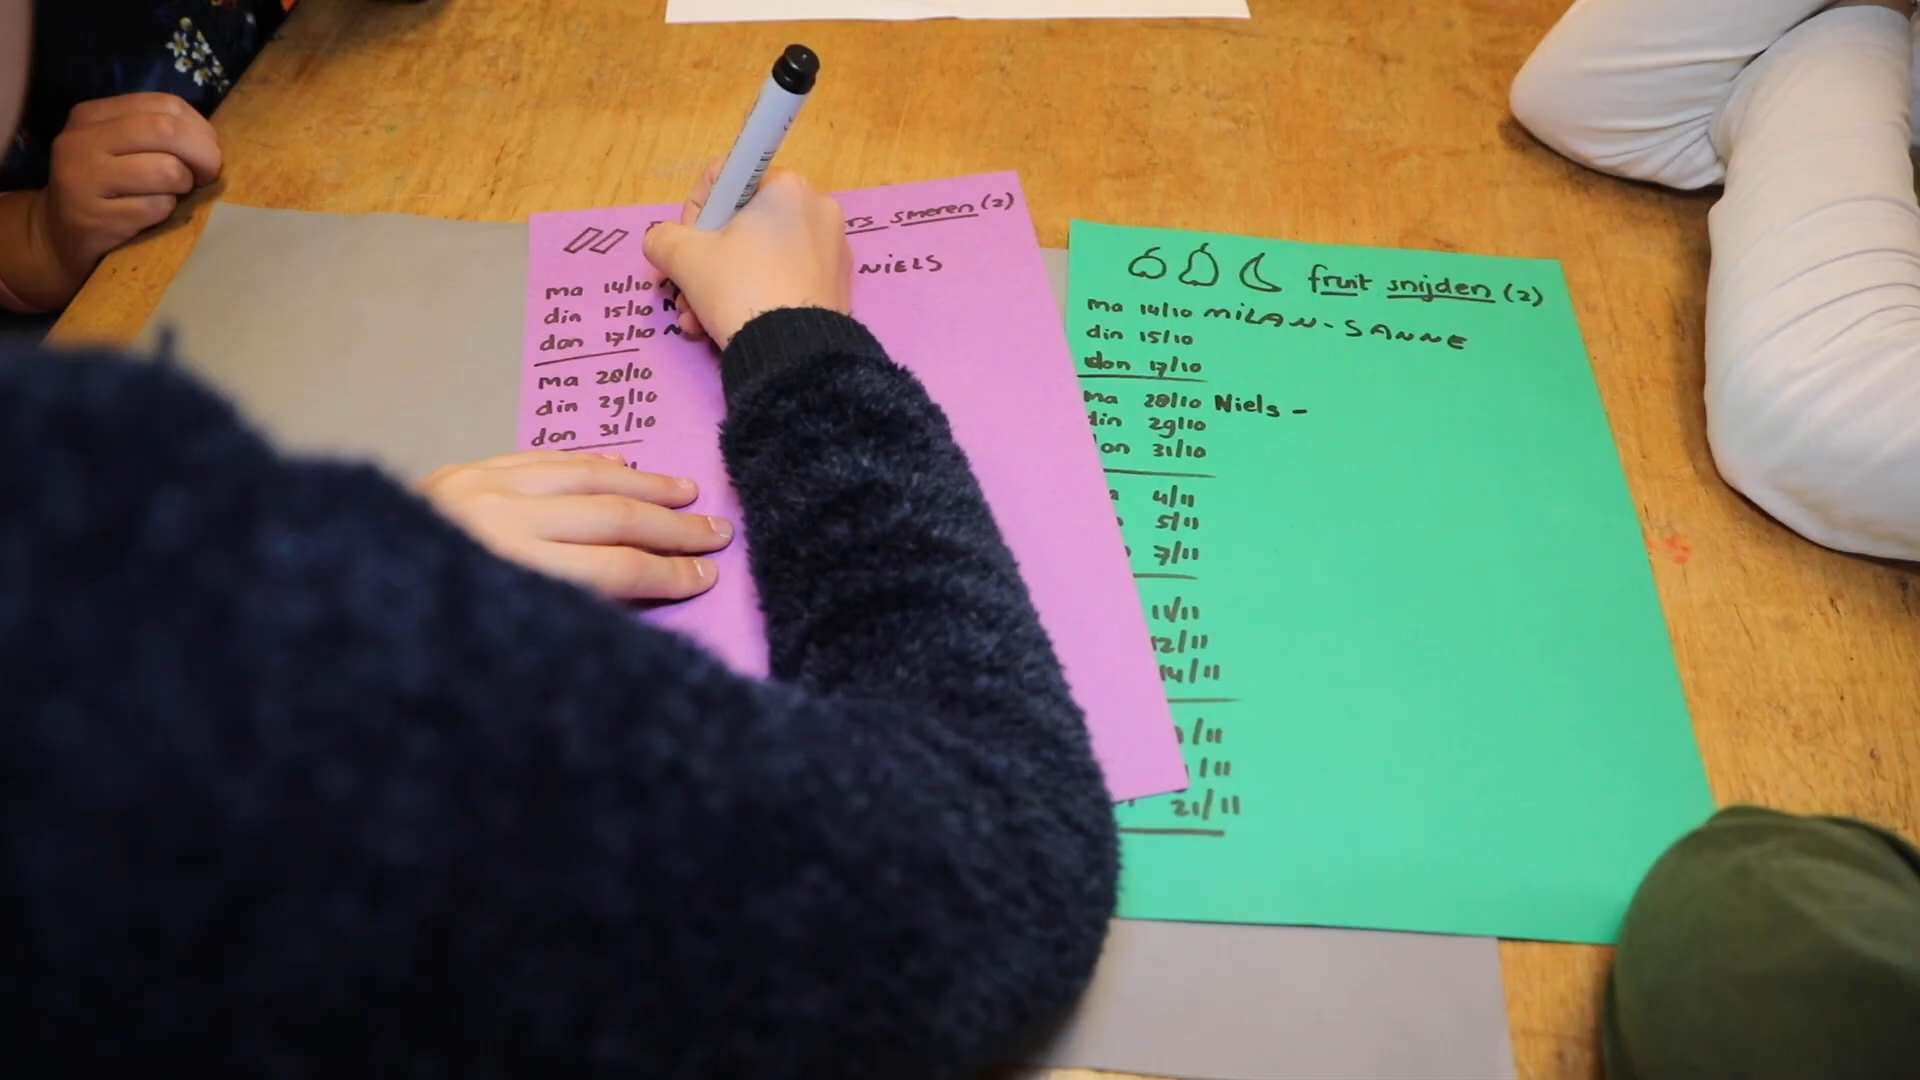 smeren (2)
NIELS
ma 14/10
din 15/10 N
don 17/10 N
ma 28/10
din 29/10
don 31/10
fruit snijden (2)
ma 14/10 MILAN - SANNE
din 15/10
don 17/10
ma 28/10 Niels -
din 29/10
on 31/10
4/11
5/11
7/11
11/11
12/11
14/11
/11
/11
21/11